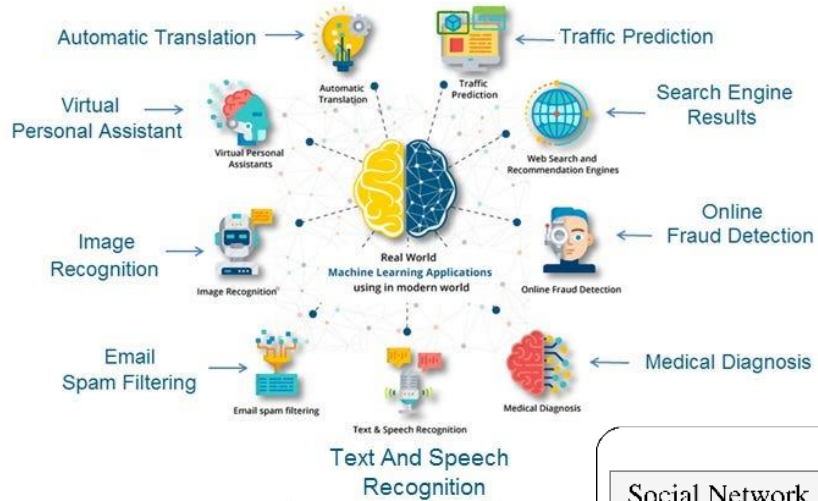 Automatic Translation
Traffic Prediction
Automatic
Translation
Traffic
Prediction
Virtual
Personal Assistant
Virtual Personal
Assistants
Search Engine
Results
Web Search and
Recommendation Engines
Image
Recognition
Image Recognition
Real World
Machine Learning Applications
using in modern world
Online
Fraud Detection
Online Fraud Detection
Email
Spam Filtering
Email spam filtering
Text & Speech Recognition
Medical Diagnosis
Medical Diagnosis
Text And Speech
Recognition
Social Network